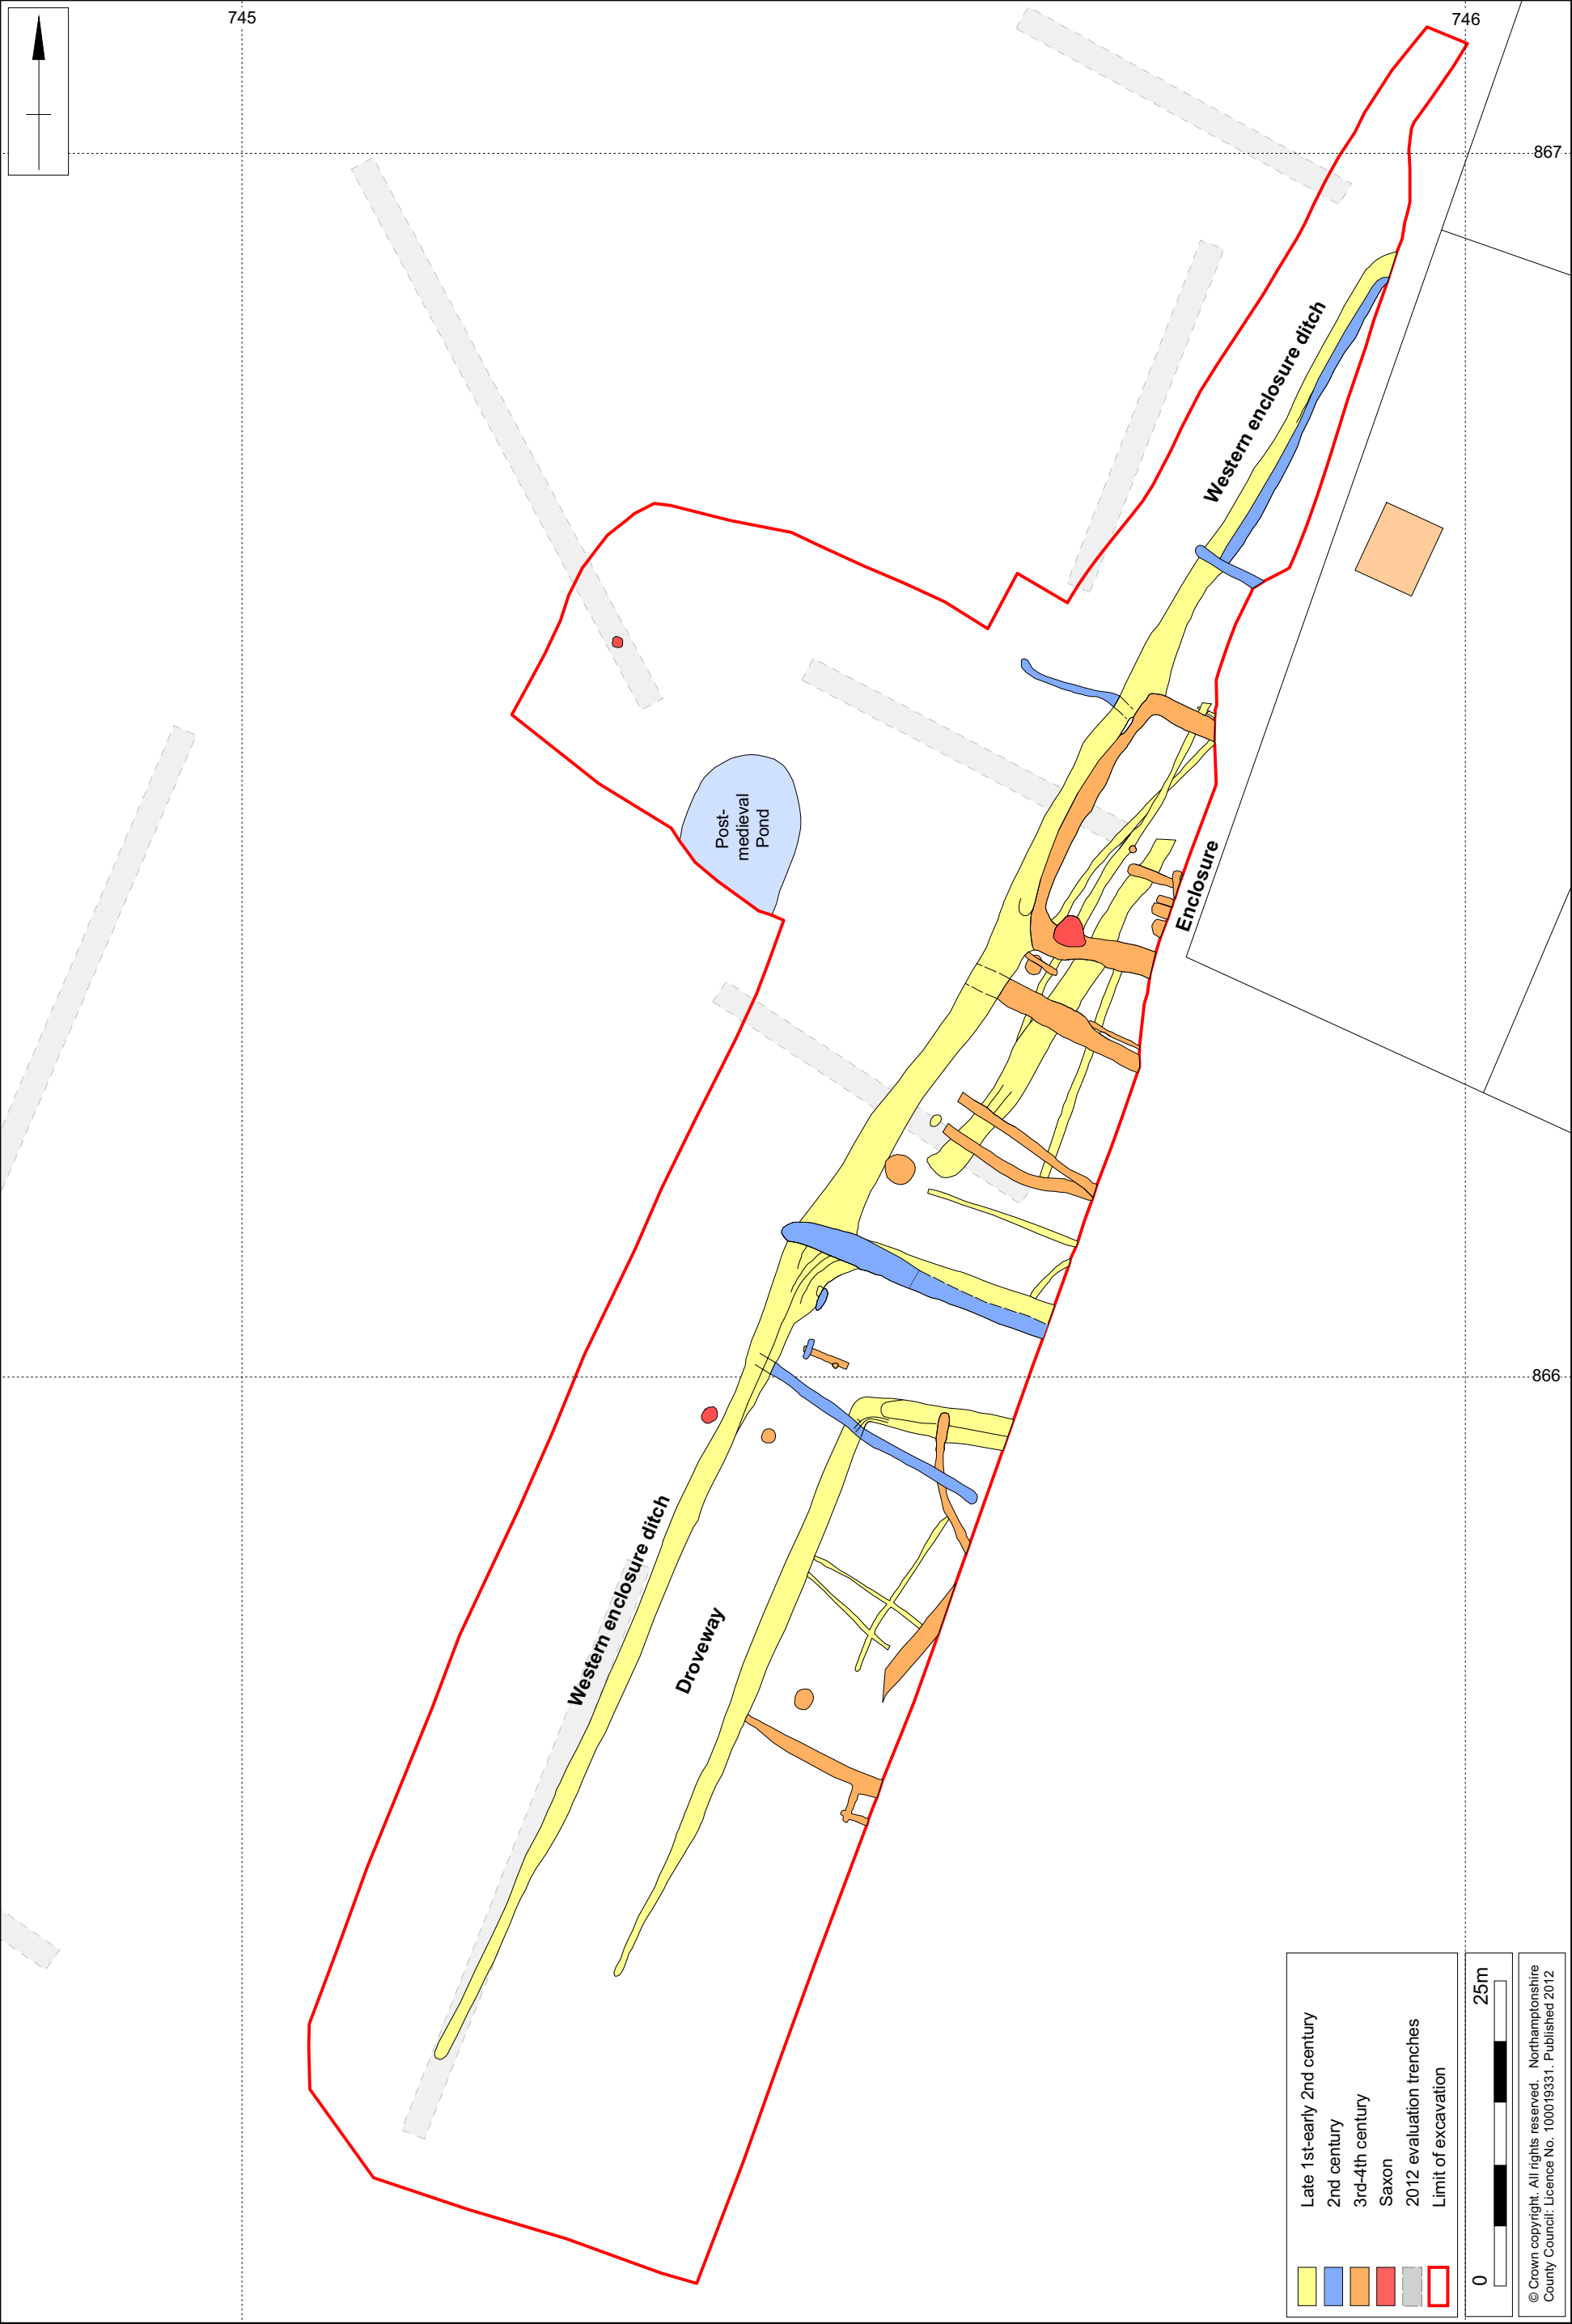 745
746
867
Western enclosure ditch
Post-
medieval
Pond
Enclosure
866
Western enclosure ditch
Droveway
Late 1st-early 2nd century
2nd century
3rd-4th century
Saxon
2012 evaluation trenches
Limit of excavation
0
25m
© Crown copyright. All rights reserved. Northamptonshire
County Council: Licence No. 100019331. Published 2012